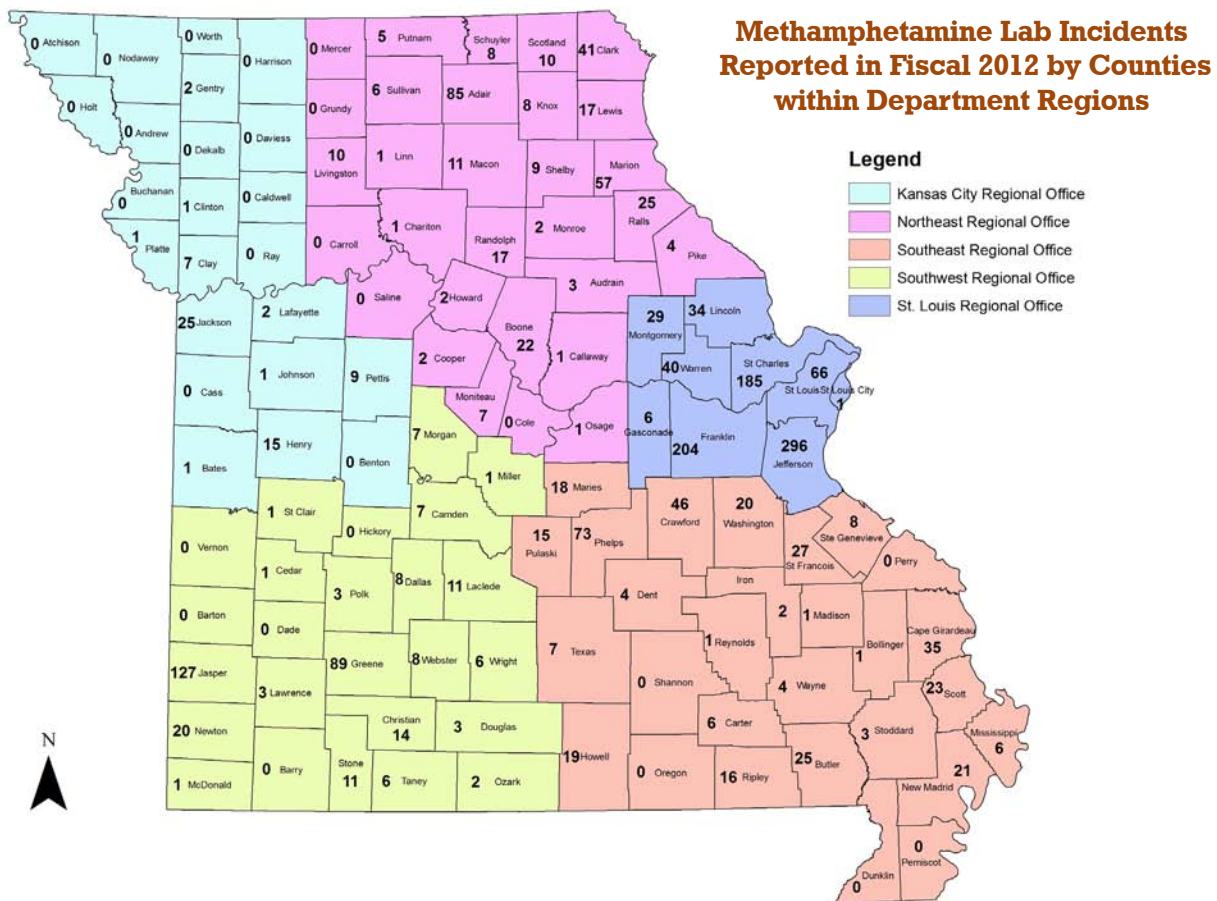 Methamphetamine Lab Incidents
Reported in Fiscal 2012 by Counties
within Department Regions
Legend
Kansas City Regional Office
Northeast Regional Office
Southeast Regional Office
Southwest Regional Office
St. Louis Regional Office
0 Atchison
0 Nodaway
0 Worth
0 Harrison
0 Mercer
5 Putnam
Schuyler
8
Scotland
10
41 Clark
0 Holt
2 Gentry
0 Grundy
6 Sullivan
85 Adair
8 Knox
17 Lewis
0 Andrew
0 Dekalb
0 Daviess
10
Livingston
1 Linn
11 Macon
9 Shelby
Marion
57
Buchanan
0
1 Clinton
0 Caldwell
25
Ralls
1
Platte
7 Clay
0 Ray
0 Carroll
1 Chariton
Randolph
17
2 Monroe
4
Pike
25 Jackson
2 Lafayette
0 Saline
2 Howard
3 Audrain
Boone
22
29
Montgomery
34 Lincoln
0
Cass
1 Johnson
9 Pettis
2 Cooper
1 Callaway
40 Warren
St Charles
185
66
St Louis
St Louis City
1
Moniteau
7
0 Cole
1 Osage
6
Gasconade
204 Franklin
296
Jefferson
1 Bates
15 Henry
0 Benton
7 Morgan
1 Miller
18 Maries
1 St Clair
0 Hickory
7 Camden
15
Pulaski
73 Phelps
46
Crawford
20
Washington
8
Ste Genevieve
27
St Francois
0 Perry
0 Vernon
1 Cedar
3 Polk
8 Dallas
11 Laclede
4 Dent
Iron
2
1 Madison
0 Barton
0 Dade
1 Bollinger
Cape Girardeau
35
127 Jasper
89 Greene
8 Webster
6 Wright
7 Texas
1 Reynolds
3 Lawrence
0 Shannon
4 Wayne
23 Scott
20 Newton
Christian
14
3 Douglas
6 Carter
3 Stoddard
Mississippi
6
N
1 McDonald
0 Barry
Stone
11
6 Taney
2 Ozark
19 Howell
0 Oregon
16 Ripley
25 Butler
21
New Madrid
0
Pemiscot
Dunklin
0